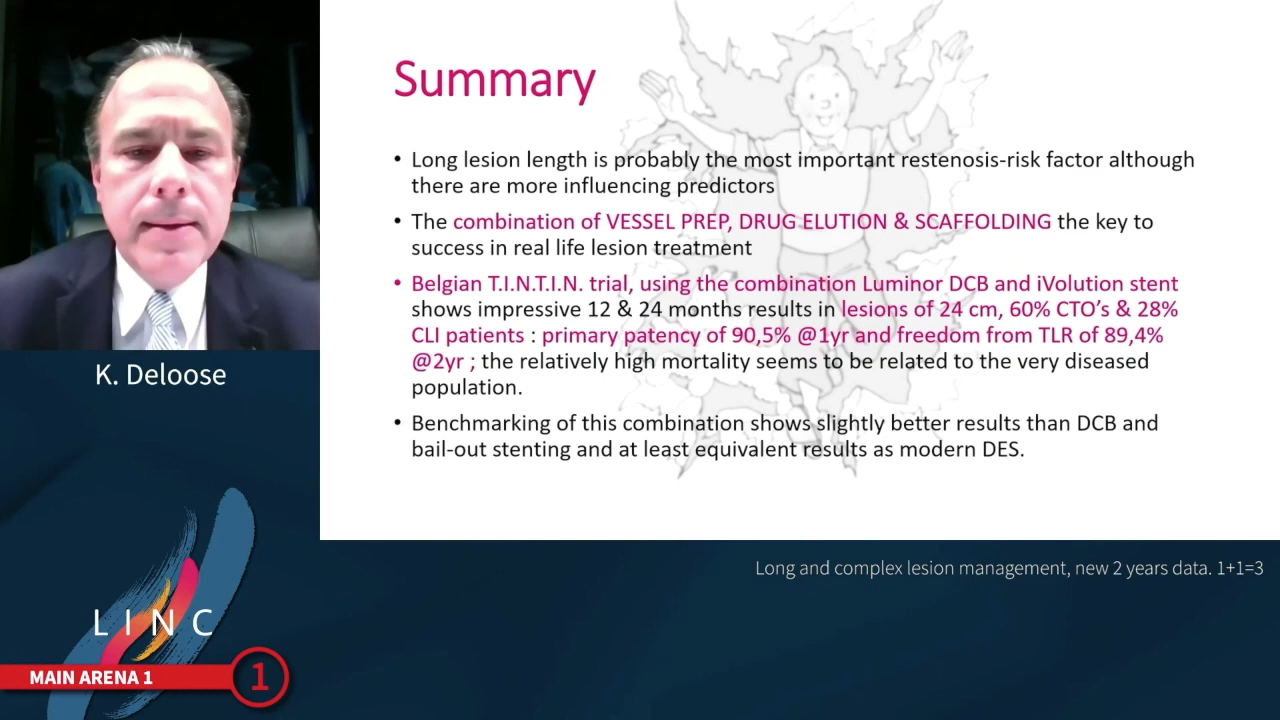 Summary
• Long lesion length is probably the most important restenosis-risk factor although
there are more influencing predictors
• The combination of VESSEL PREP, DRUG ELUTION & SCAFFOLDING the key to
success in real life lesion treatment
• Belgian T.I.N.T.I.N. trial, using the combination Luminor DCB and iVolution stent
shows impressive 12 & 24 months results in lesions of 24 cm, 60% CTO’s & 28%
CLI patients : primary patency of 90,5% @1yr and freedom from TLR of 89,4%
@2yr ; the relatively high mortality seems to be related to the very diseased
population.
• Benchmarking of this combination shows slightly better results than DCB and
bail-out stenting and at least equivalent results as modern DES.
K. Deloose
Long and complex lesion management, new 2 years data. 1+1=3
LINC
MAIN ARENA 1
1